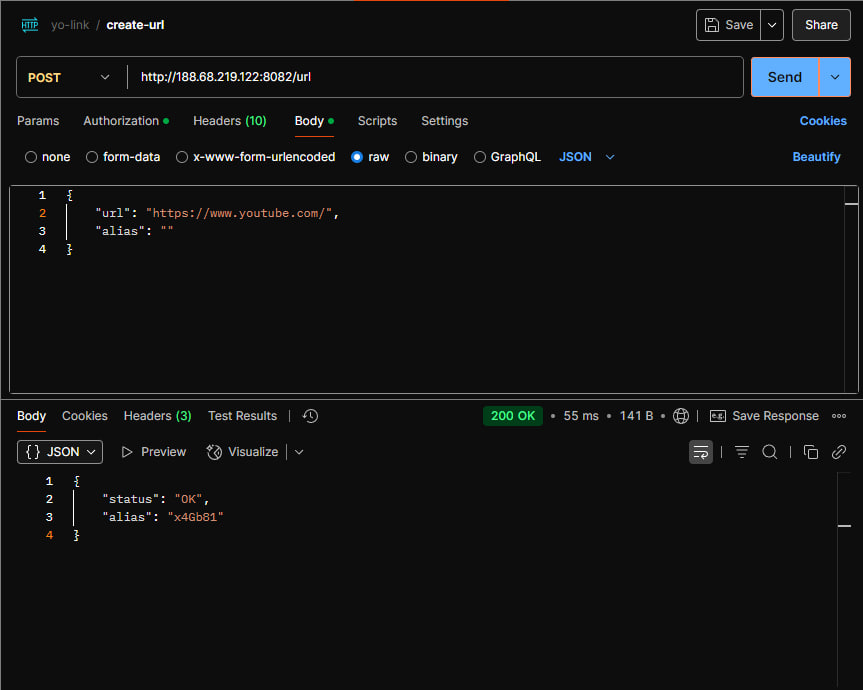 HTTP yo-link / create-url Save Share
POST http://188.68.219.122:8082/url Send
Params Authorization Headers (10) Body Scripts Settings Cookies
none form-data x-www-form-urlencoded raw binary GraphQL JSON Beautify
1 {
2 "url": "https://www.youtube.com/",
3 "alias": ""
4 }
Body Cookies Headers (3) Test Results 200 OK • 55 ms • 141 B • e.g. Save Response
{} JSON Preview Visualize
1 {
2 "status": "OK",
3 "alias": "x4Gb81"
4 }